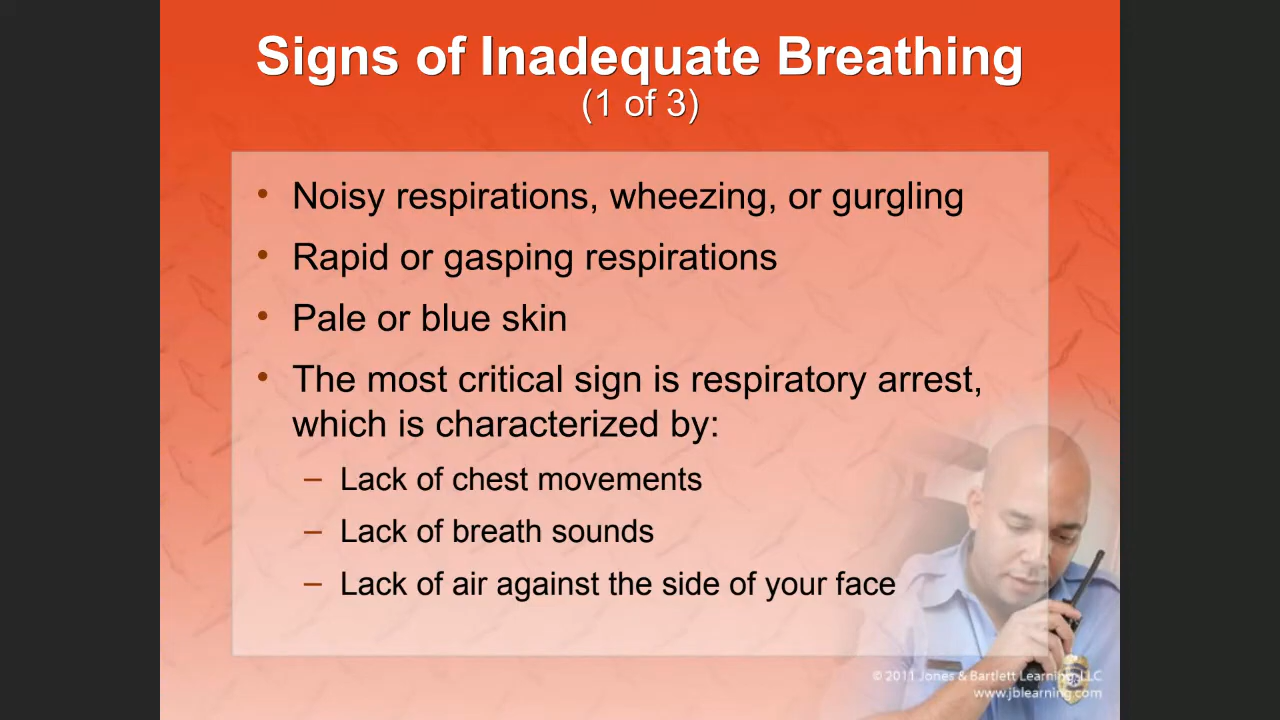 Signs of Inadequate Breathing
(1 of 3)
• Noisy respirations, wheezing, or gurgling
• Rapid or gasping respirations
• Pale or blue skin
• The most critical sign is respiratory arrest,
which is characterized by:
– Lack of chest movements
– Lack of breath sounds
– Lack of air against the side of your face
© 2011 Jones & Bartlett Learning, LLC
www.jblearning.com